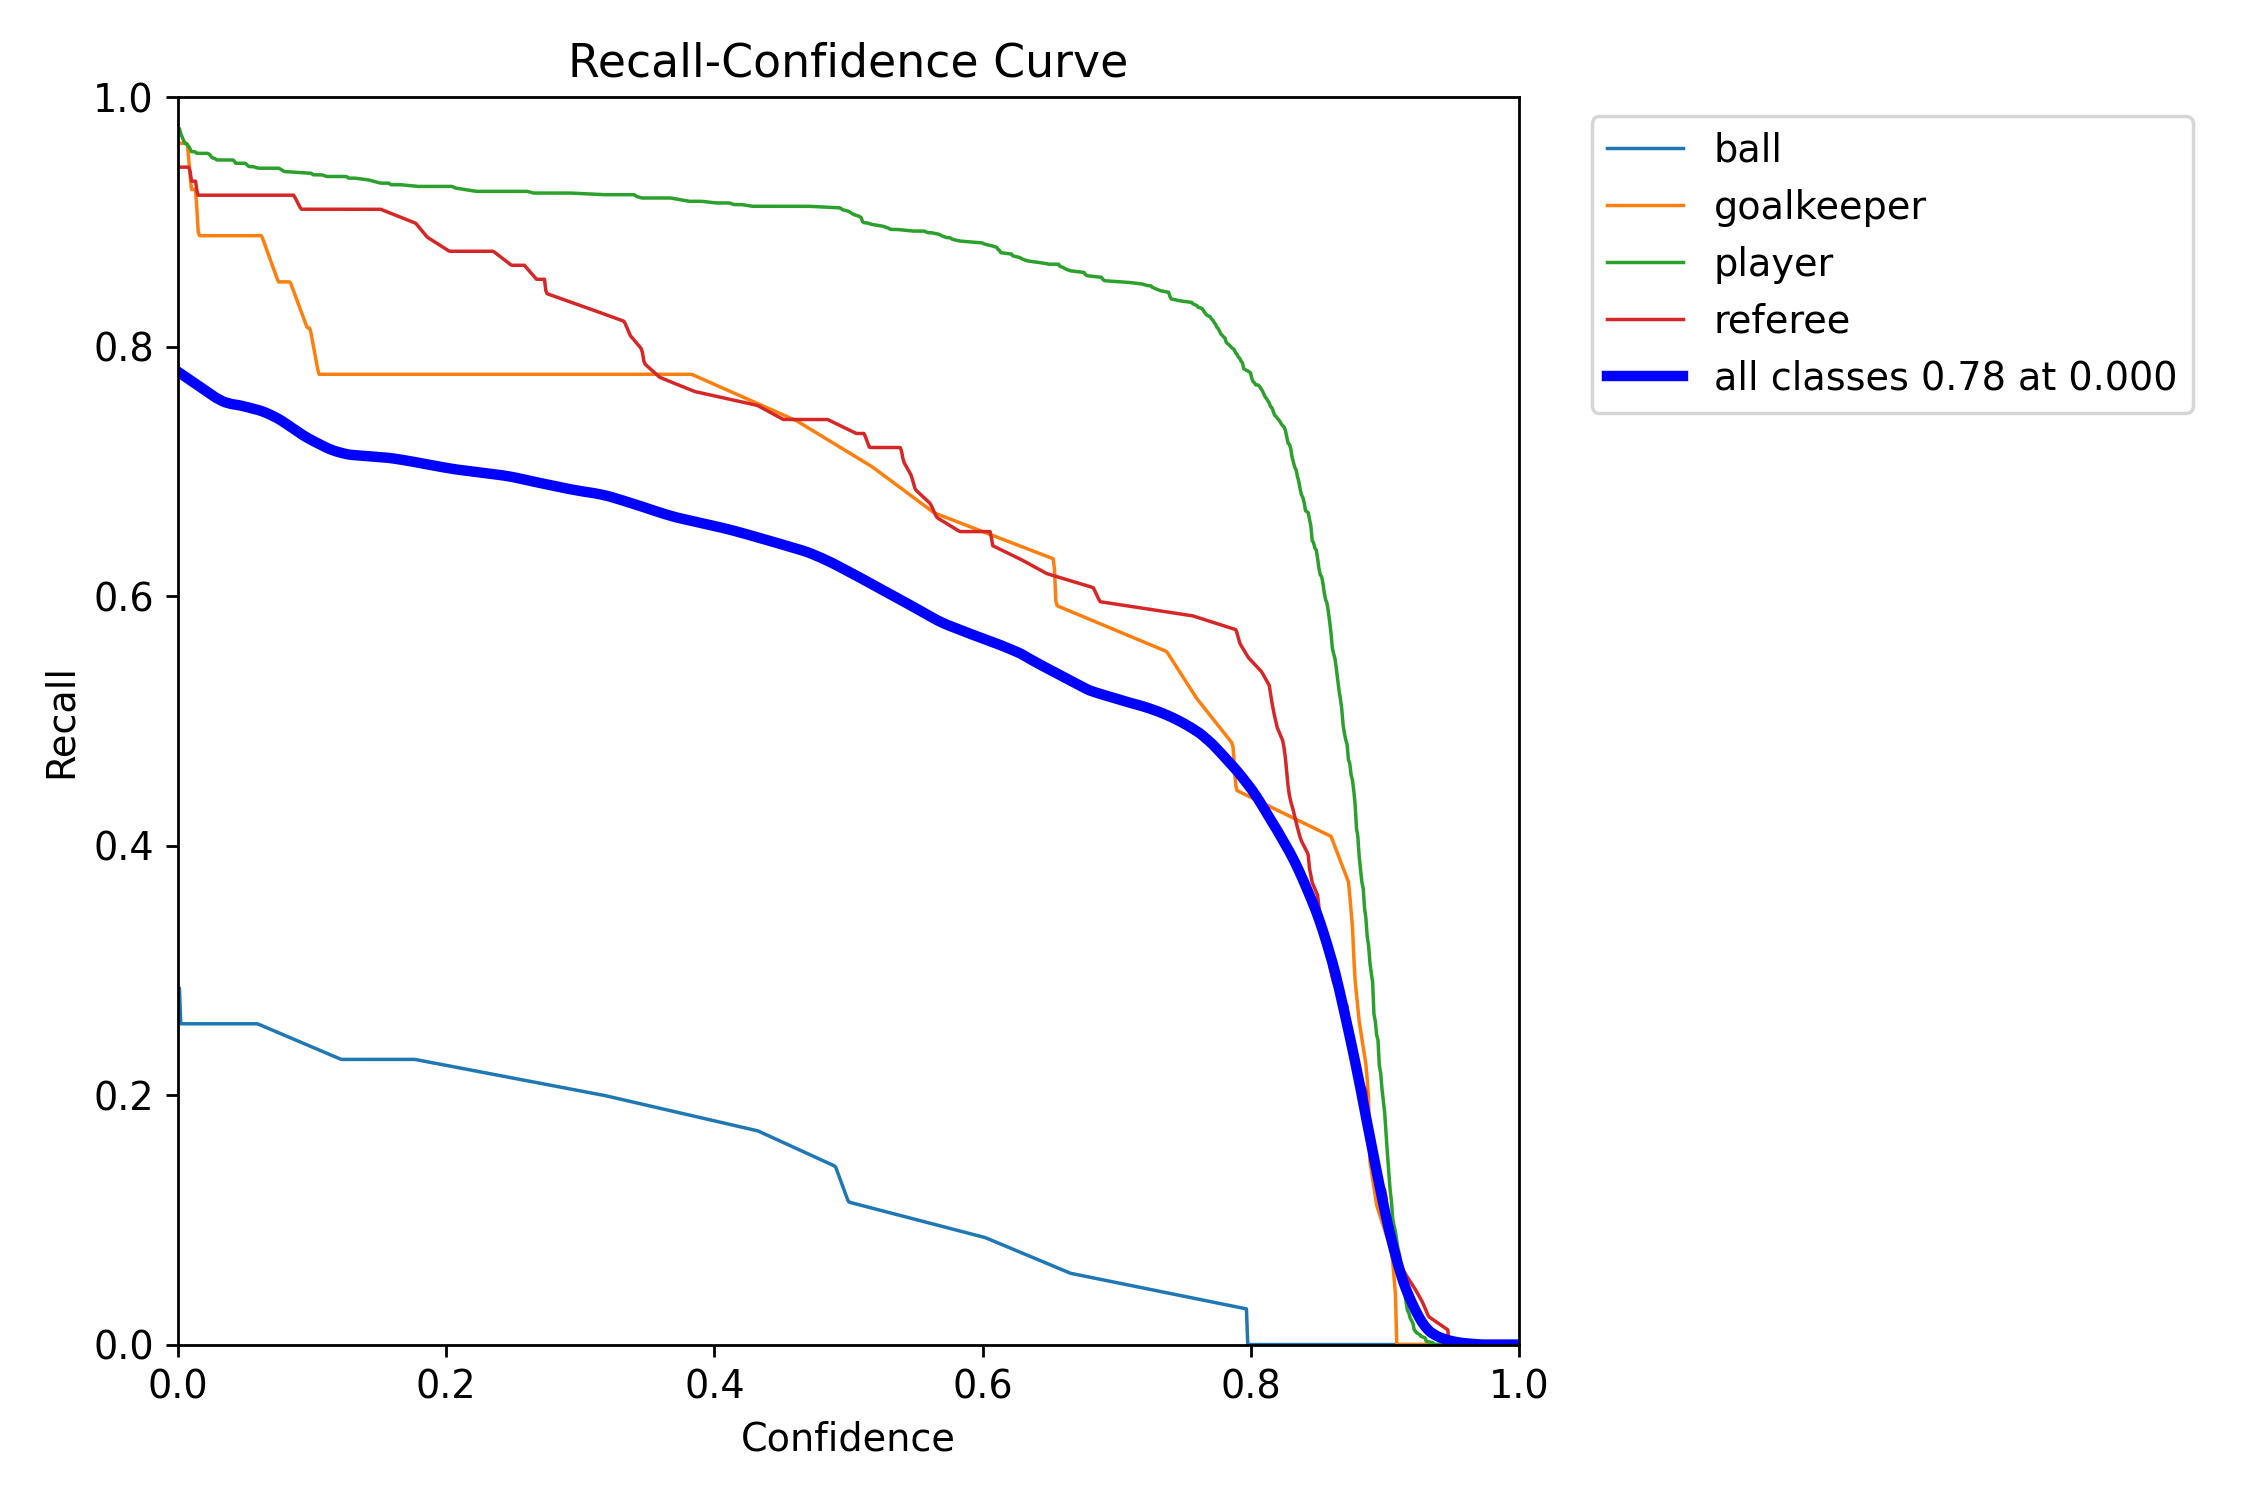 Recall-Confidence Curve
1.0
0.8
0.6
0.4
0.2
0.0
Recall
0.0 0.2 0.4 0.6 0.8 1.0
Confidence
ball
goalkeeper
player
referee
all classes 0.78 at 0.000